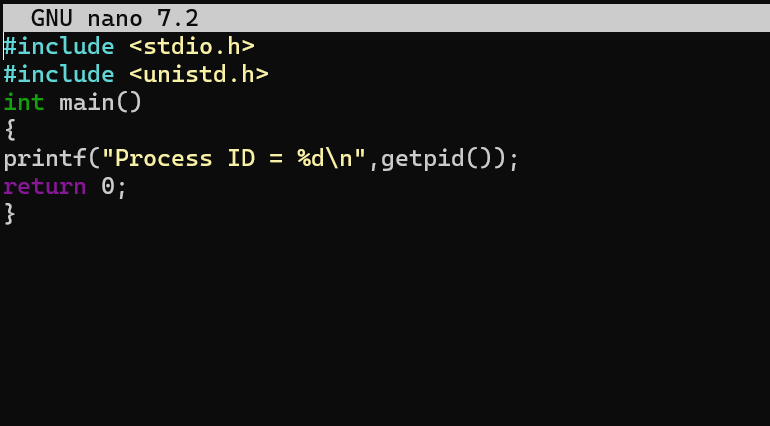 GNU nano 7.2
#include <stdio.h>
#include <unistd.h>
int main()
{
printf("Process ID = %d\n",getpid());
return 0;
}